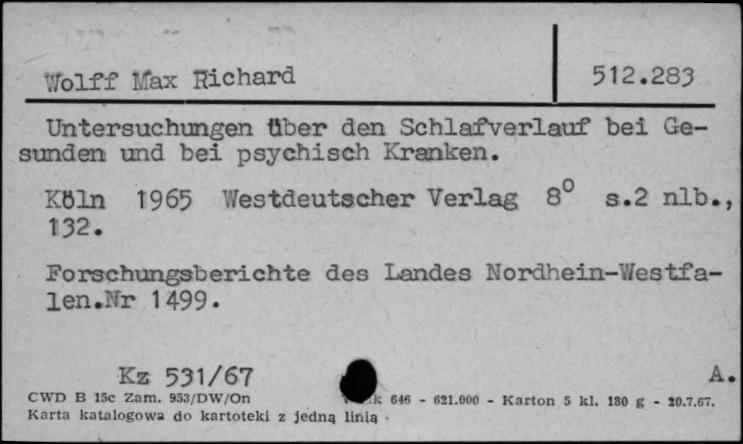 Wolff Max Richard 512.283
Untersuchungen über den Schlafverlauf bei Ge-
sunden und bei psychisch Kranken.
Köln 1965 Westdeutscher Verlag 8° s.2 nlb.,
132.
Forschungsberichte des Landes Nordhein-Westfa-
len.Nr 1499.
Kz 531/67 A.
CWD B 15c Zam. 953/DW/On 646 - 621.000 - Karton 5 kl. 180 g - 20.7.67.
Karta katalogowa do kartoteki z jedną linią